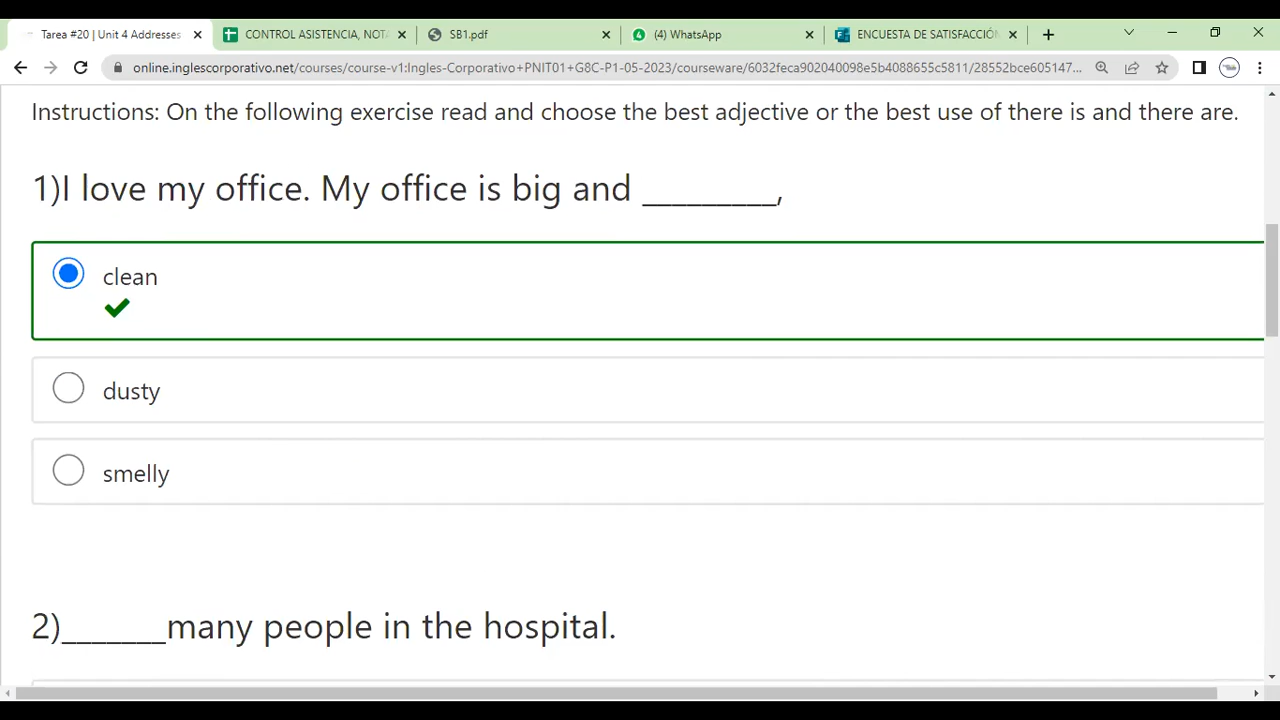 Tarea #20 | Unit 4 Addresses
CONTROL ASISTENCIA, NOTA
SB1.pdf
(4) WhatsApp
ENCUESTA DE SATISFACCIÓN
online.inglescorporativo.net/courses/course-v1:Ingles-Corporativo+PNIT01+G8C-P1-05-2023/courseware/6032feca902040098e5b4088655c5811/28552bce605147...
Instructions: On the following exercise read and choose the best adjective or the best use of there is and there are.
1)I love my office. My office is big and _________,
clean
dusty
smelly
2)_______many people in the hospital.